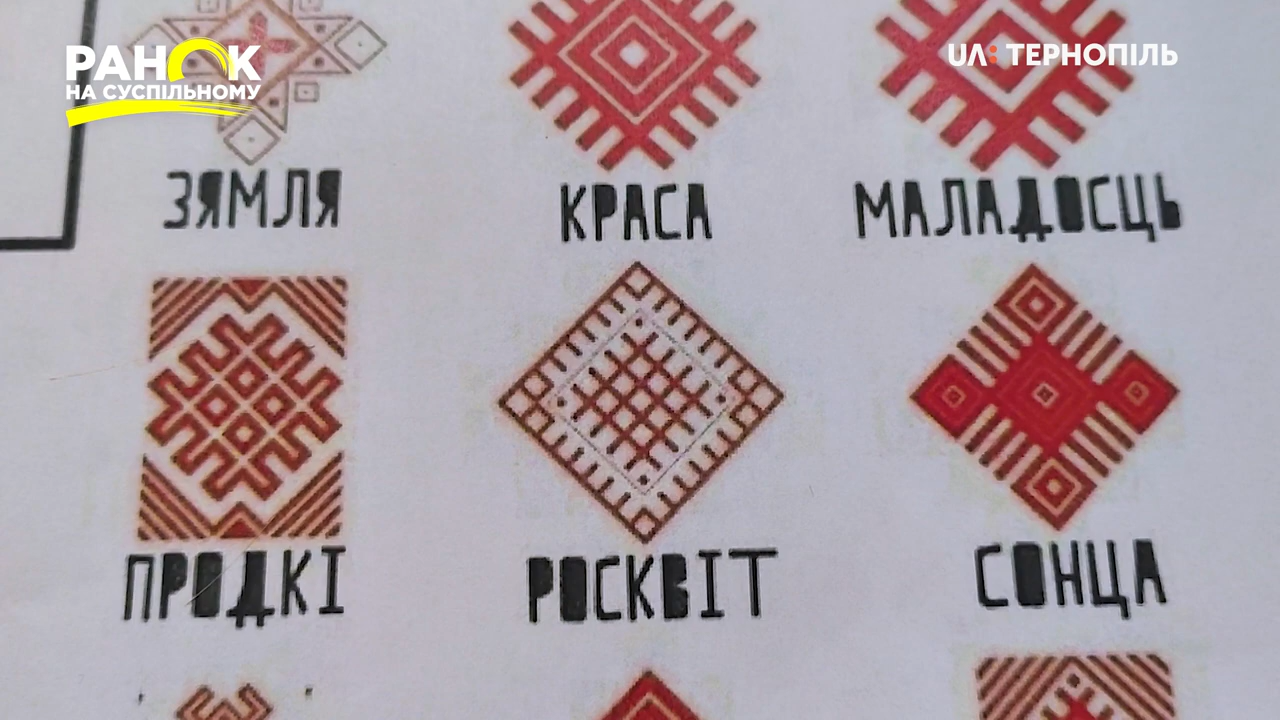 РАНОК
НА СУСПІЛЬНОМУ
UA: ТЕРНОПІЛЬ
ЗЯМЛЯ
КРАСА
МАЛАДОСЦЬ
ПРОДКІ
РОСКВІТ
СОНЦА